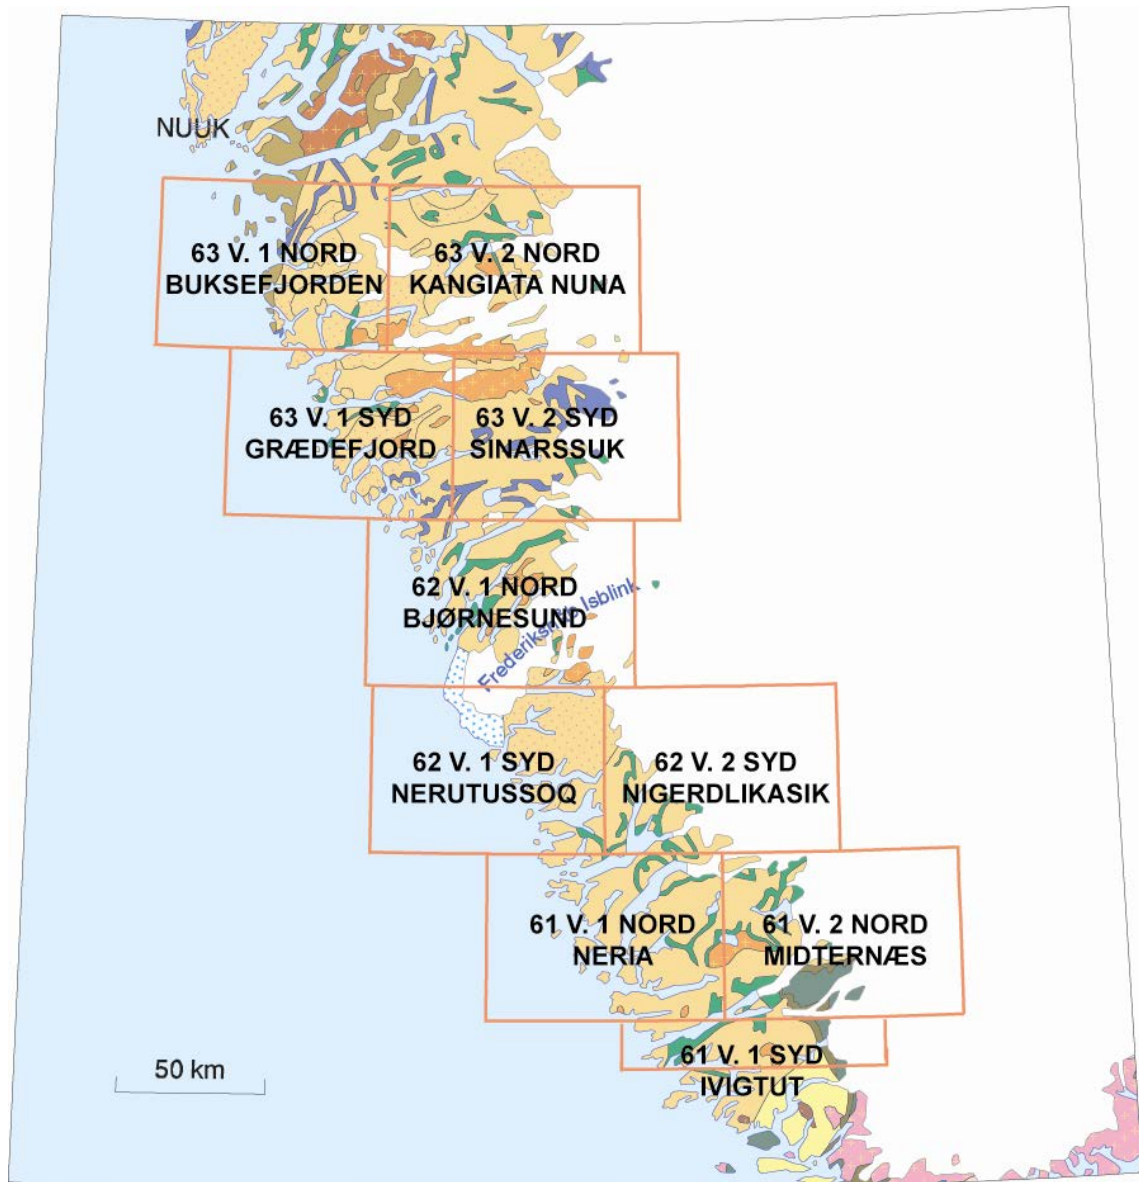 NUUK
63 V. 1 NORD
BUKSEFJORDEN
63 V. 2 NORD
KANGIATA NUNA
63 V. 1 SYD
GRÆDEFJORD
63 V. 2 SYD
SINARSSUK
62 V. 1 NORD
BJØRNESUND
Frederikshåb Isblink
62 V. 1 SYD
NERUTUSSOQ
62 V. 2 SYD
NIGERDLIKASIK
61 V. 1 NORD
NERIA
61 V. 2 NORD
MIDTERNÆS
61 V. 1 SYD
IVIGTUT
50 km